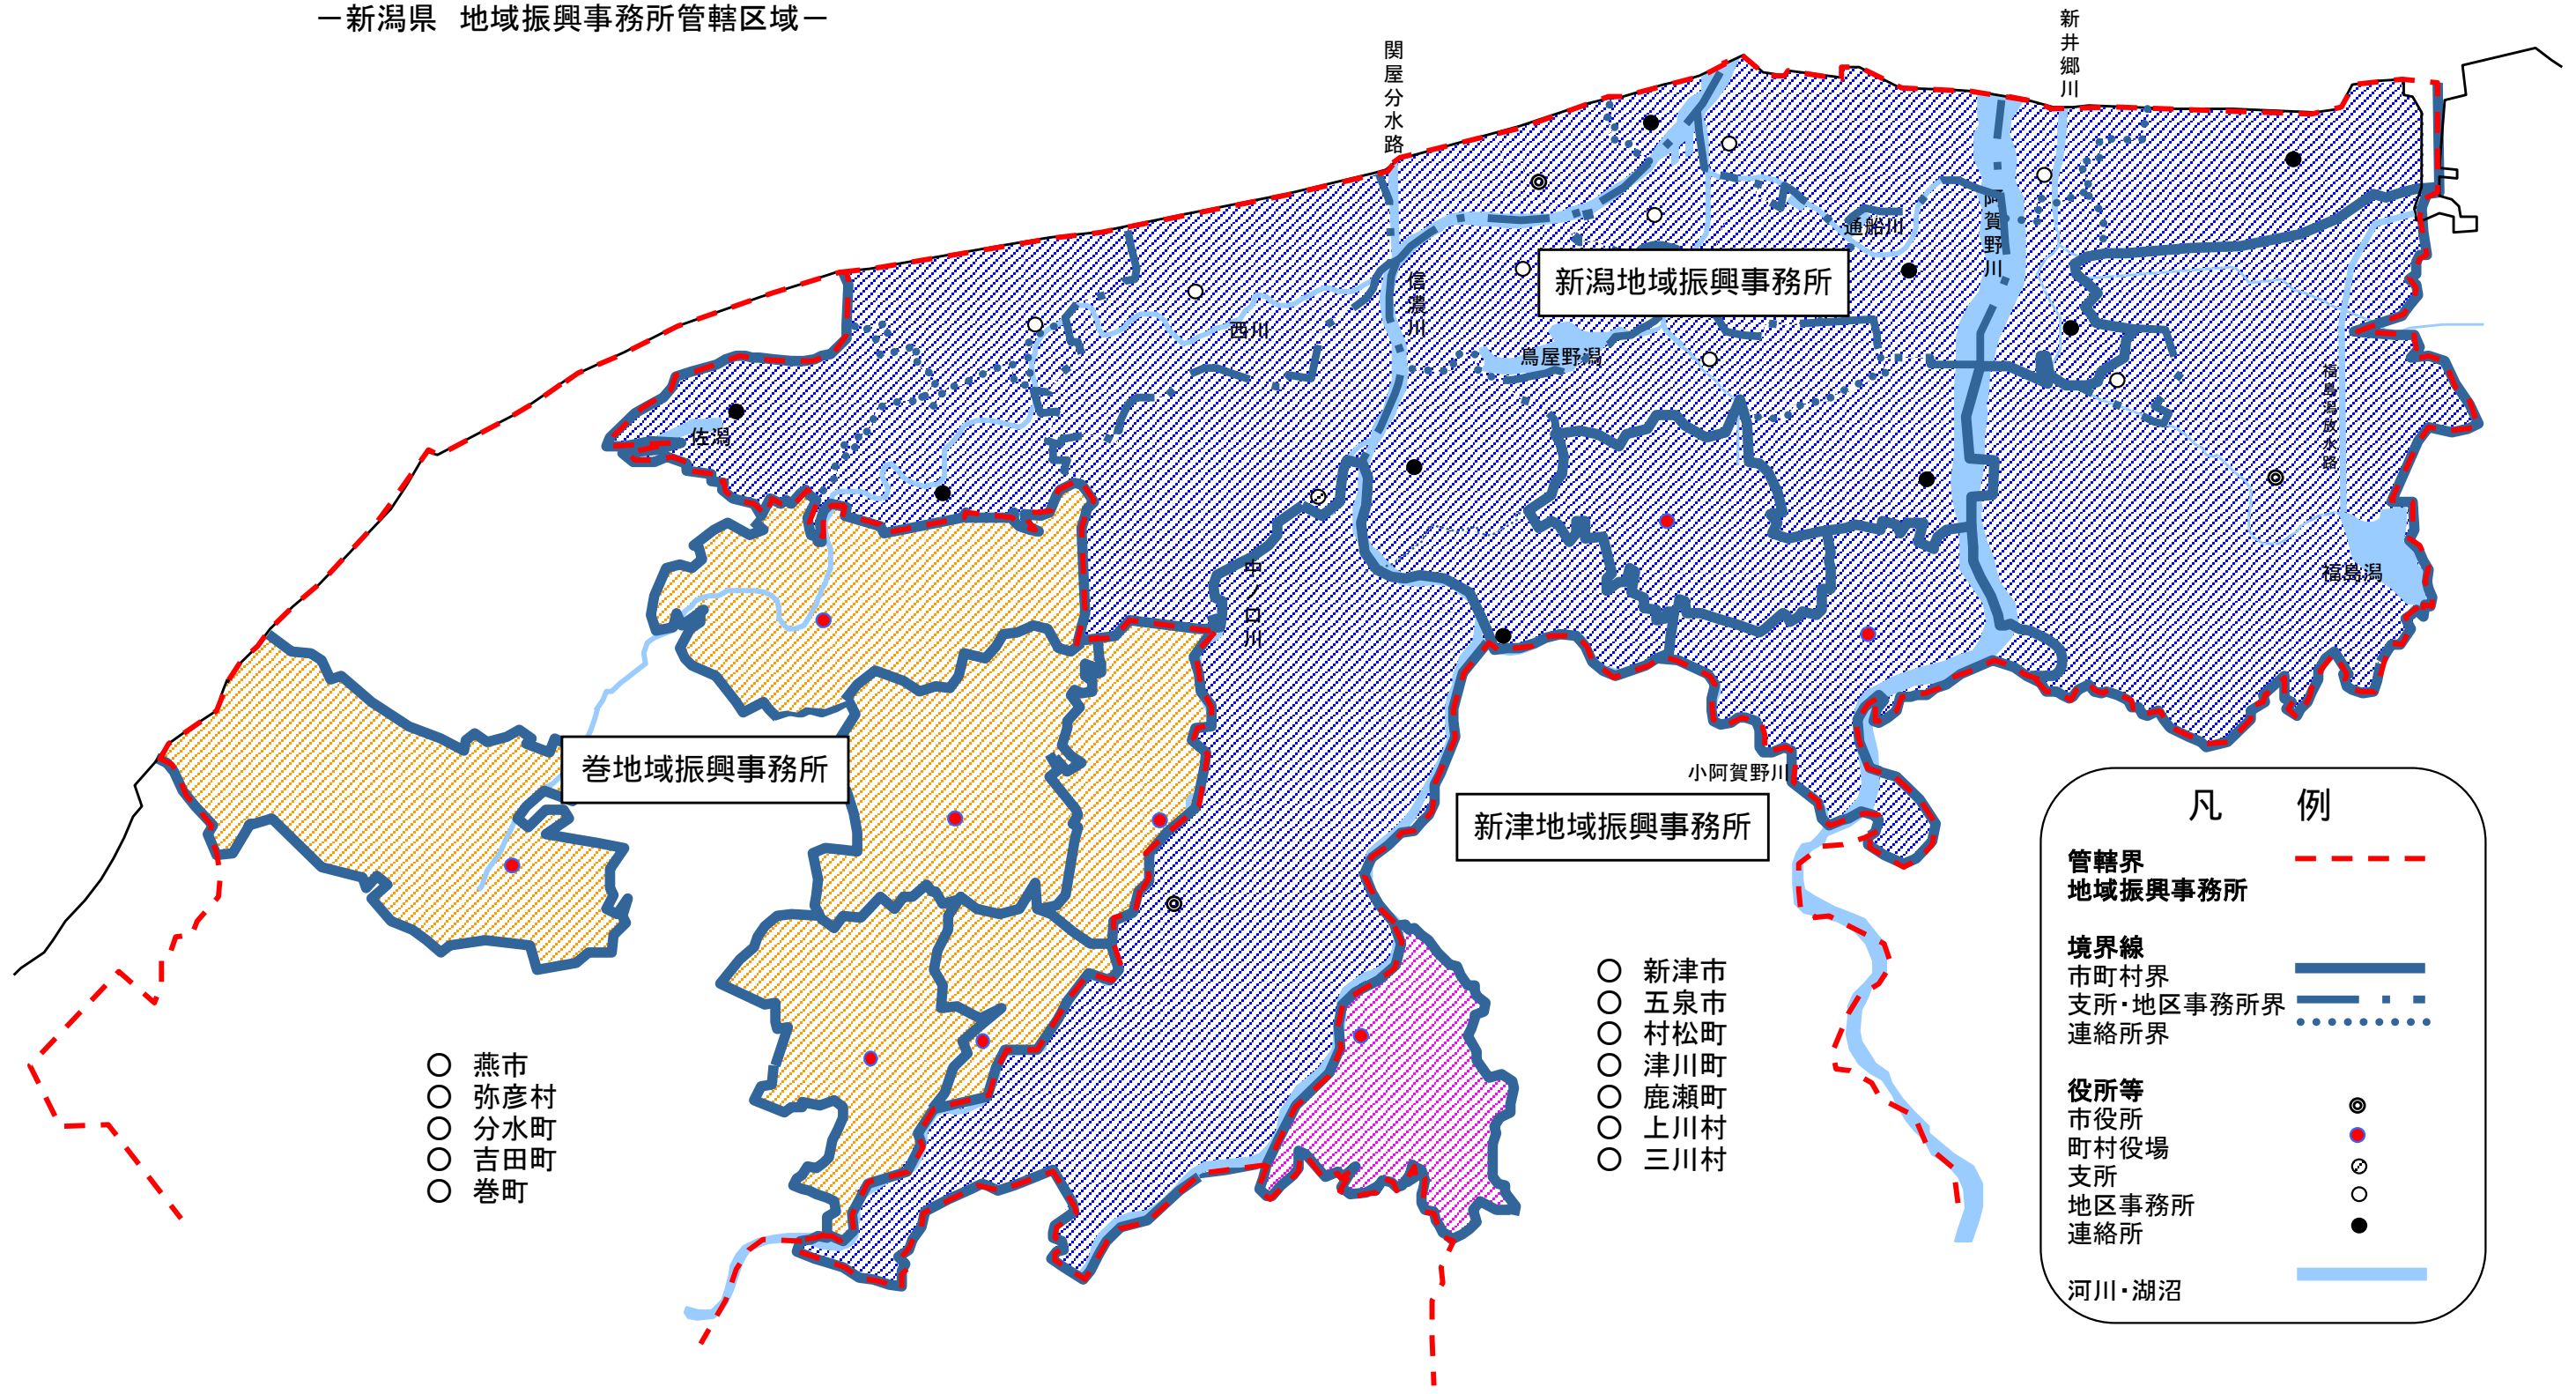 －新潟県　地域振興事務所管轄区域－
関屋分水路
新井郷川
阿賀野川
通船川
新潟地域振興事務所
信濃川
西川
鳥屋野潟
福島潟放水路
佐潟
福島潟
中ノ口川
巻地域振興事務所
小阿賀野川
新津地域振興事務所
○ 燕市
○ 弥彦村
○ 分水町
○ 吉田町
○ 巻町
○ 新津市
○ 五泉市
○ 村松町
○ 津川町
○ 鹿瀬町
○ 上川村
○ 三川村
凡　例
管轄界
地域振興事務所
境界線
市町村界
支所・地区事務所界
連絡所界
役所等
市役所
町村役場
支所
地区事務所
連絡所
河川・湖沼